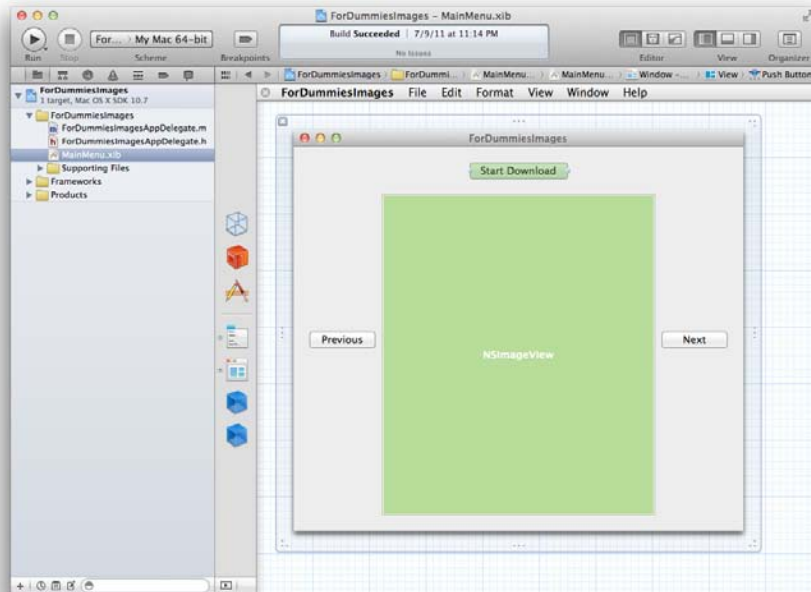 ForDummiesImages – MainMenu.xib
For... My Mac 64-bit
Build Succeeded | 7/9/11 at 11:14 PM
No Issues
Run
Stop
Scheme
Breakpoints
Editor
View
Organizer
ForDummiesImages
ForDummi...
MainMenu...
MainMenu...
Window -...
View
Push Button
ForDummiesImages
1 target, Mac OS X SDK 10.7
ForDummiesImages
ForDummiesImagesAppDelegate.m
ForDummiesImagesAppDelegate.h
MainMenu.xib
Supporting Files
Frameworks
Products
ForDummiesImages File Edit Format View Window Help
ForDummiesImages
Start Download
Previous
NSImageView
Next